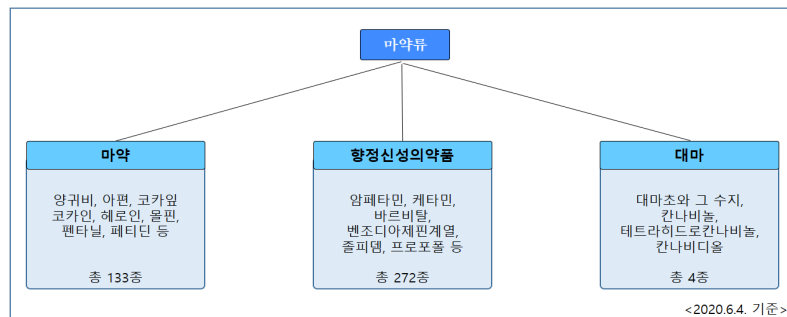 마약류
마약
양귀비, 아편, 코카잎
코카인, 헤로인, 몰핀,
펜타닐, 페티딘 등
총 133종
향정신성의약품
암페타민, 케타민,
바르비탈,
벤조디아제핀계열,
졸피뎀, 프로포폴 등
총 272종
대마
대마초와 그 수지,
칸나비놀,
테트라히드로칸나비놀,
칸나비디올
총 4종
<2020.6.4. 기준>